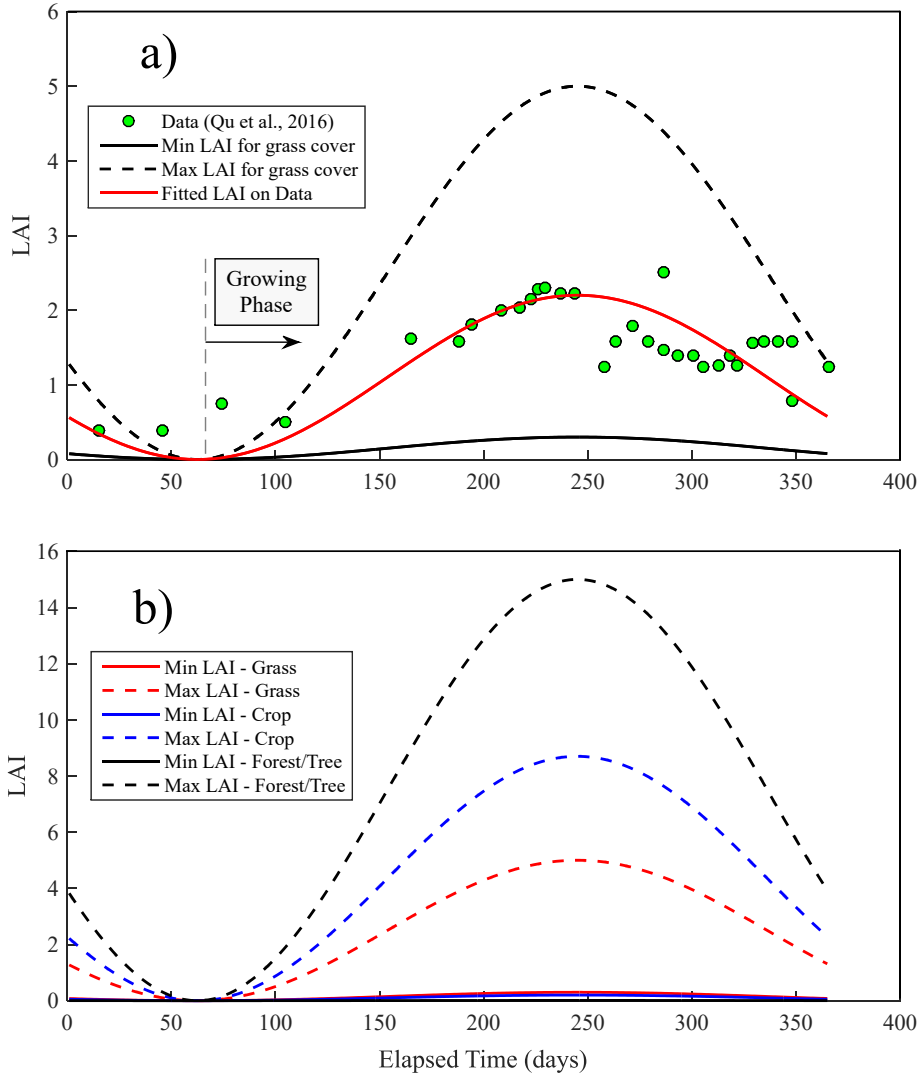 a)
6
5
4
3
2
1
0
LAI
Data (Qu et al., 2016)
Min LAI for grass cover
Max LAI for grass cover
Fitted LAI on Data
Growing
Phase
0 50 100 150 200 250 300 350 400
b)
16
14
12
10
8
6
4
2
0
LAI
Min LAI - Grass
Max LAI - Grass
Min LAI - Crop
Max LAI - Crop
Min LAI - Forest/Tree
Max LAI - Forest/Tree
0 50 100 150 200 250 300 350 400
Elapsed Time (days)